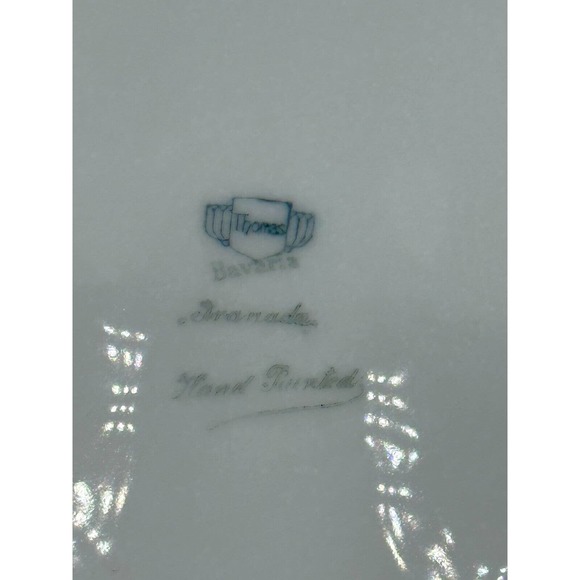 Thomas
Bavaria
Granada
Hand Painted